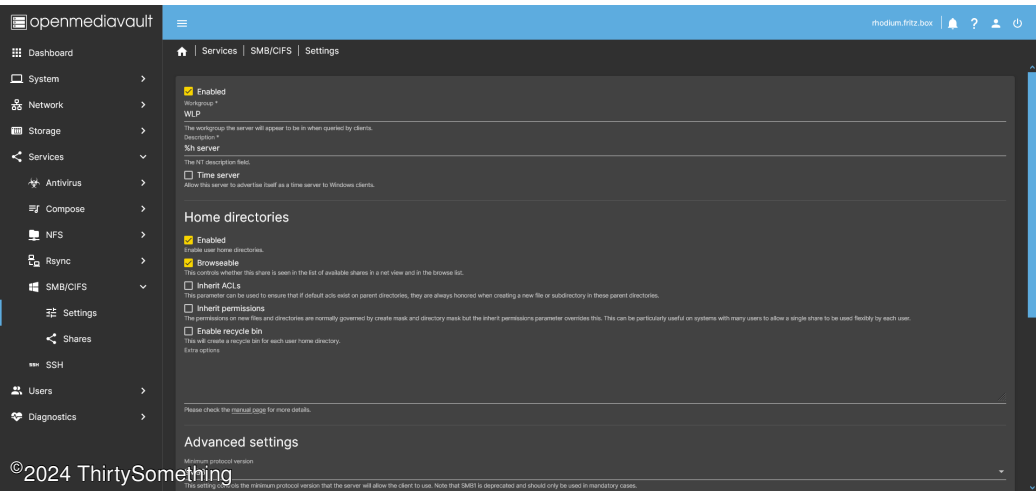 openmediavault
rhodium.fritz.box
Dashboard
System
Network
Storage
Services
Antivirus
Compose
NFS
Rsync
SMB/CIFS
Settings
Shares
SSH
SSH
Users
Diagnostics
| Services | SMB/CIFS | Settings
Enabled
Workgroup *
WLP
The workgroup the server will appear to be in when queried by clients.
Description *
%h server
The NT description field.
Time server
Allow this server to advertise itself as a time server to Windows clients.
Home directories
Enabled
Enable user home directories.
Browseable
This controls whether this share is seen in the list of available shares in a net view and in the browse list.
Inherit ACLs
This parameter can be used to ensure that if default acls exist on parent directories, they are always honored when creating a new file or subdirectory in these parent directories.
Inherit permissions
The permissions on new files and directories are normally governed by create mask and directory mask but the inherit permissions parameter overrides this. This can be particularly useful on systems with many users to allow a single share to be used flexibly by each user.
Enable recycle bin
This will create a recycle bin for each user home directory.
Extra options
Please check the manual page for more details.
Advanced settings
Minimum protocol version
This setting controls the minimum protocol version that the server will allow the client to use. Note that SMB1 is deprecated and should only be used in mandatory cases.
©2024 ThirtySomething